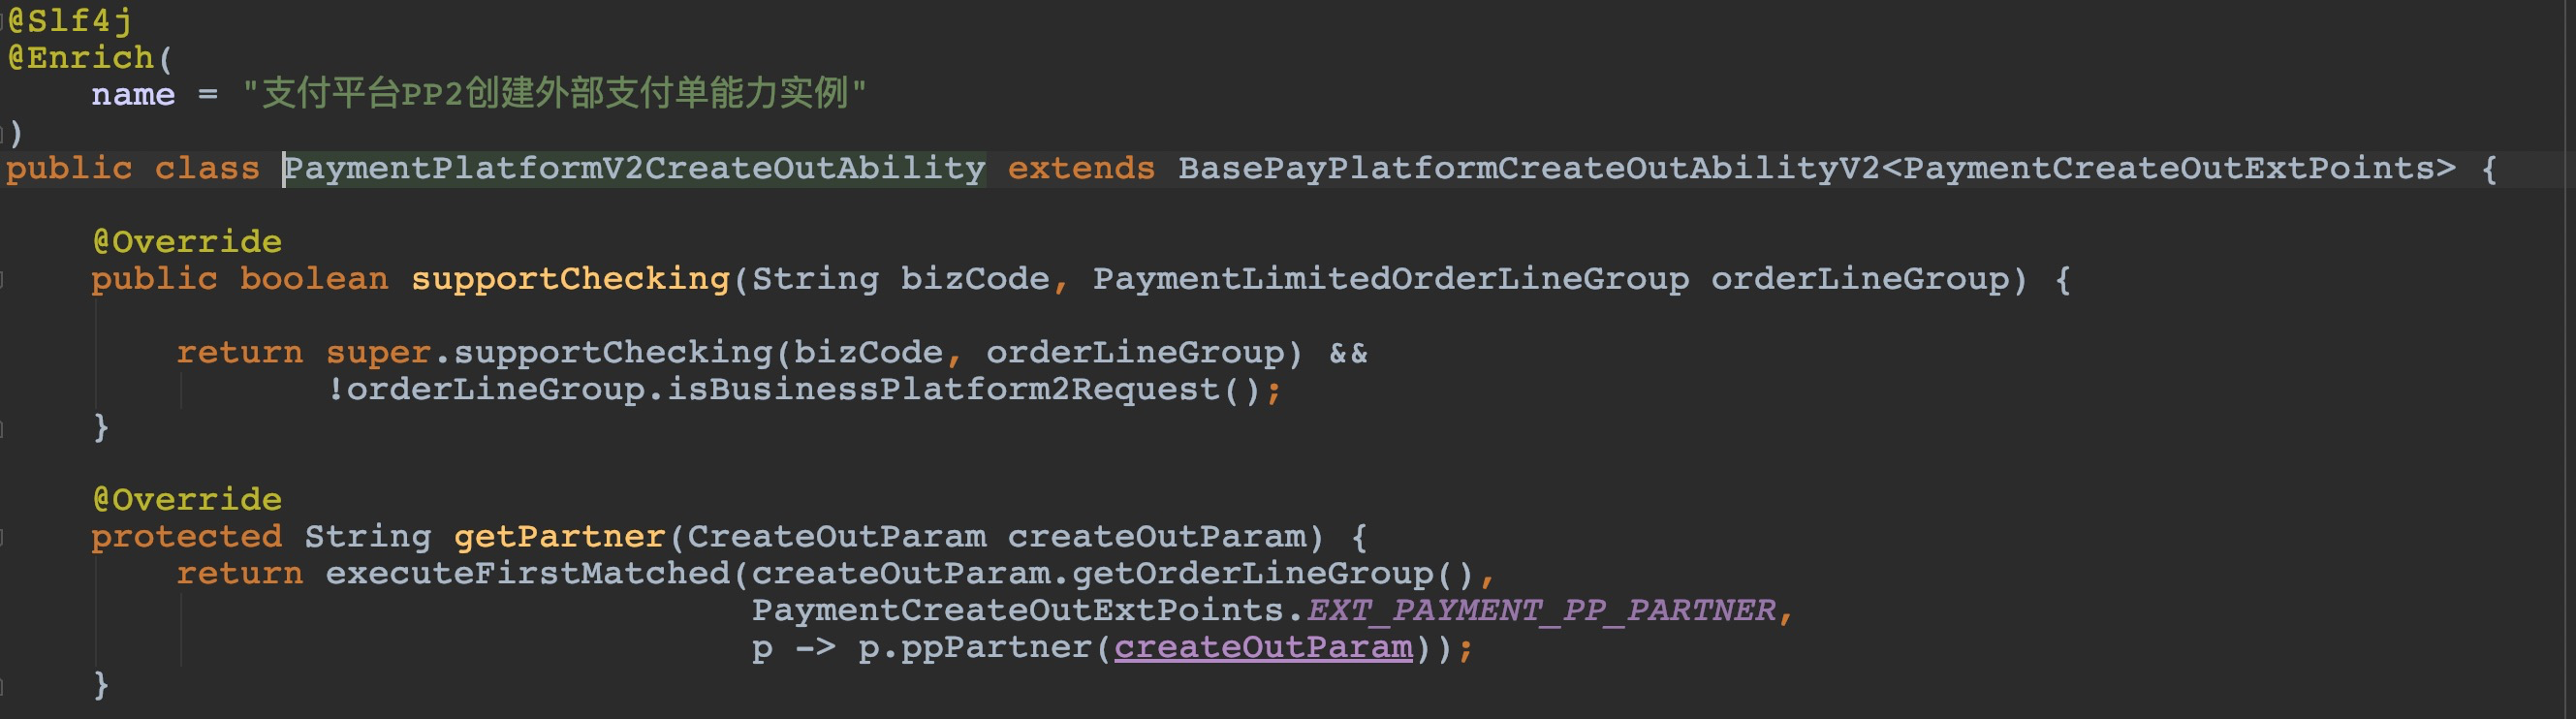 @Slf4j
@Enrich(
    name = "支付平台PP2创建外部支付单能力实例"
)
public class PaymentPlatformV2CreateOutAbility extends BasePayPlatformCreateOutAbilityV2<PaymentCreateOutExtPoints> {
    @Override
    public boolean supportChecking(String bizCode, PaymentLimitedOrderLineGroup orderLineGroup) {
        return super.supportChecking(bizCode, orderLineGroup) &&
               !orderLineGroup.isBusinessPlatform2Request();
    }
    @Override
    protected String getPartner(CreateOutParam createOutParam) {
        return executeFirstMatched(createOutParam.getOrderLineGroup(),
                                   PaymentCreateOutExtPoints.EXT_PAYMENT_PP_PARTNER,
                                   p -> p.ppPartner(createOutParam));
    }